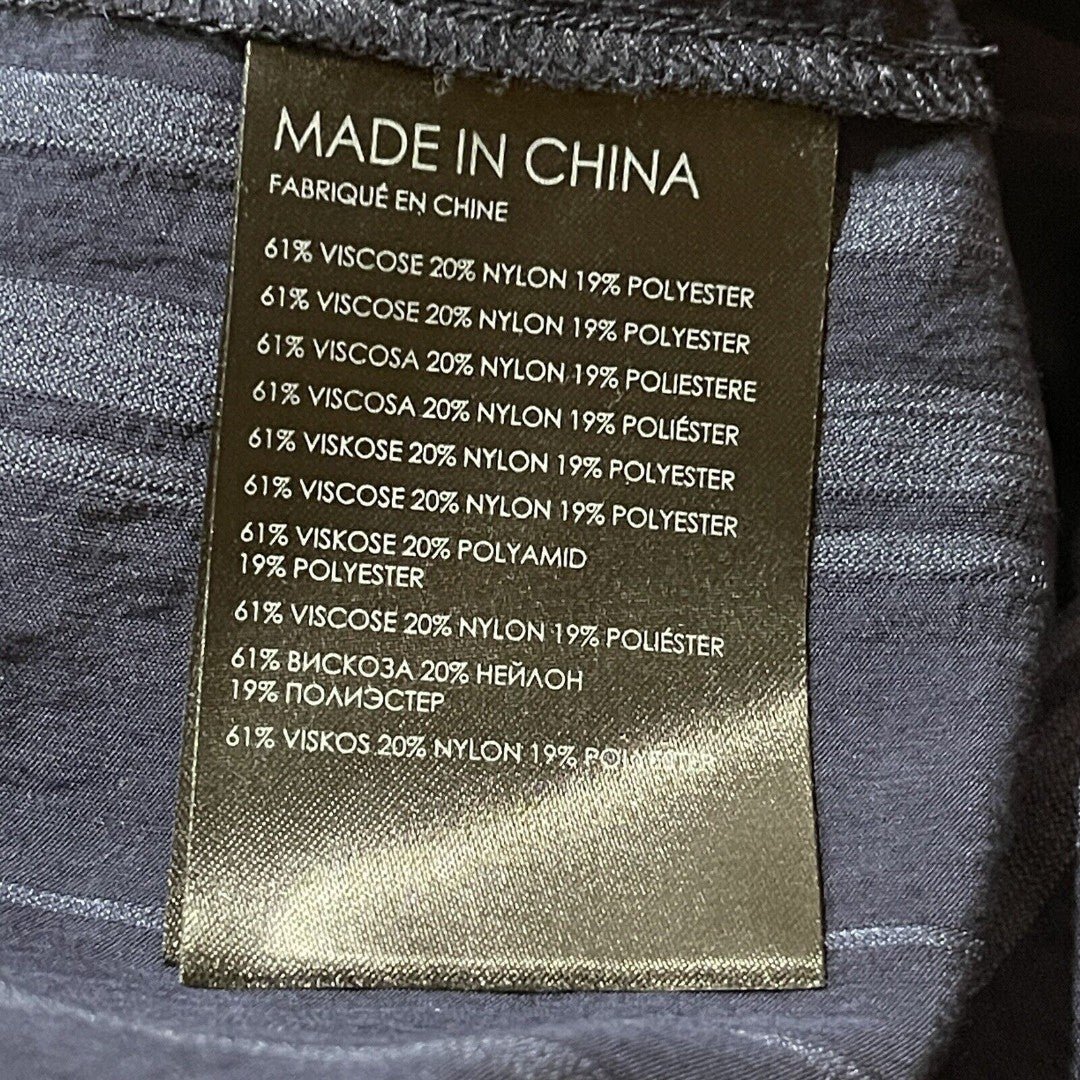 MADE IN CHINA
FABRIQUÉ EN CHINE
61% VISCOSE 20% NYLON 19% POLYESTER
61% VISCOSE 20% NYLON 19% POLYESTER
61% VISCOSA 20% NYLON 19% POLIESTERE
61% VISCOSA 20% NYLON 19% POLIÉSTER
61% VISKOSE 20% NYLON 19% POLYESTER
61% VISCOSE 20% NYLON 19% POLYESTER
61% VISKOSE 20% POLYAMID
19% POLYESTER
61% VISCOSE 20% NYLON 19% POLIÉSTER
61% ВИСКОЗА 20% НЕЙЛОН
19% ПОЛИЭСТЕР
61% VISKOS 20% NYLON 19% POLYESTER